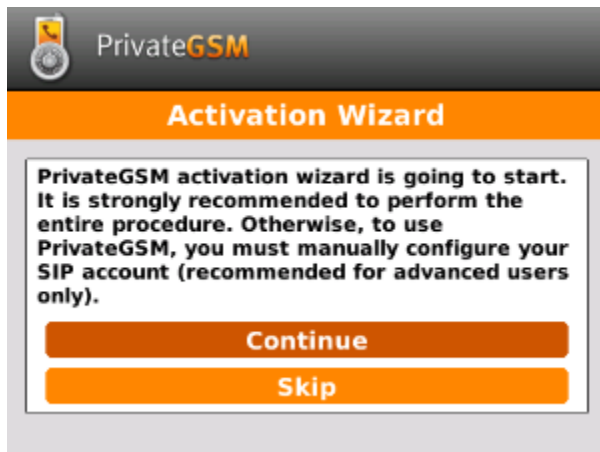 PrivateGSM
Activation Wizard
PrivateGSM activation wizard is going to start.
It is strongly recommended to perform the
entire procedure. Otherwise, to use
PrivateGSM, you must manually configure your
SIP account (recommended for advanced users
only).
Continue
Skip